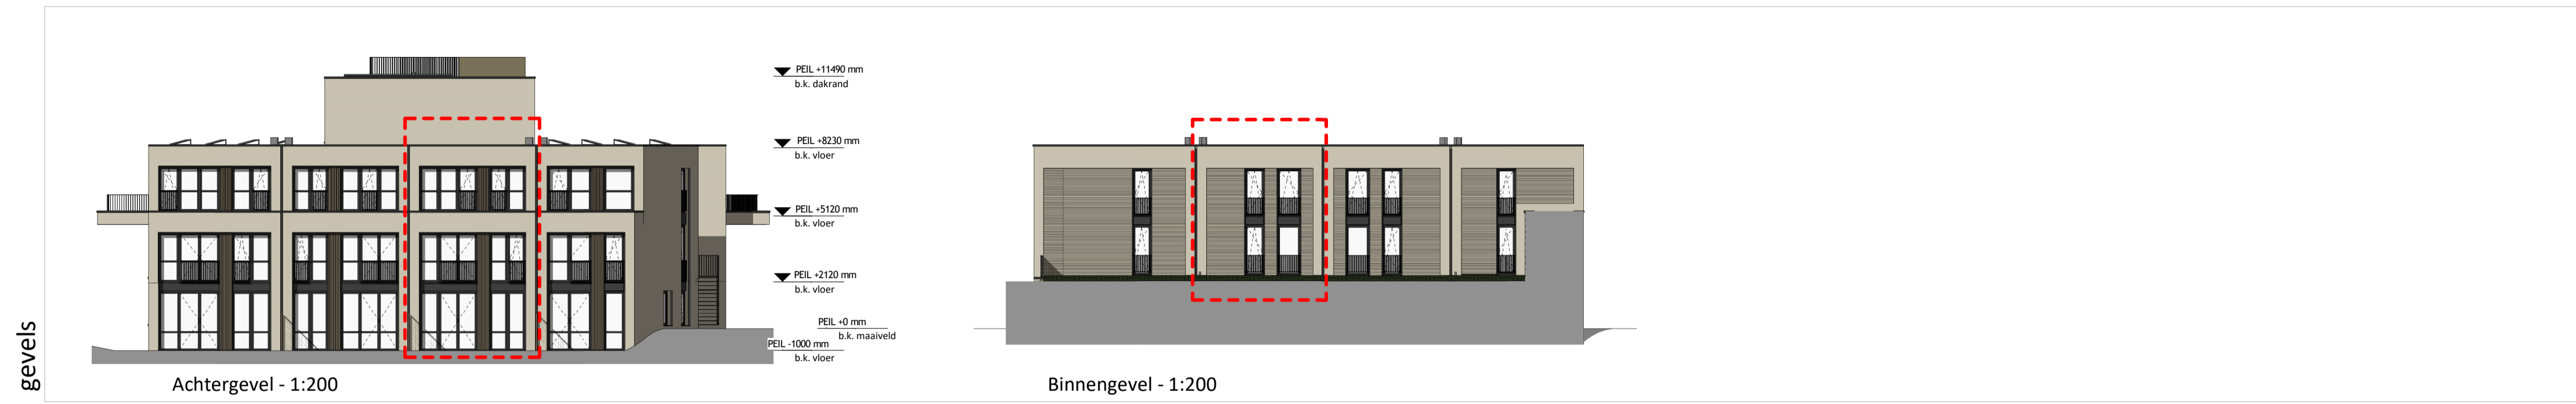 gevels
PEIL +11490 mm
b.k. dakrand
PEIL +8230 mm
b.k. vloer
PEIL +5120 mm
b.k. vloer
PEIL +2120 mm
b.k. vloer
PEIL +0 mm
b.k. maaiveld
PEIL -1000 mm
b.k. vloer
Achtergevel - 1:200
Binnengevel - 1:200